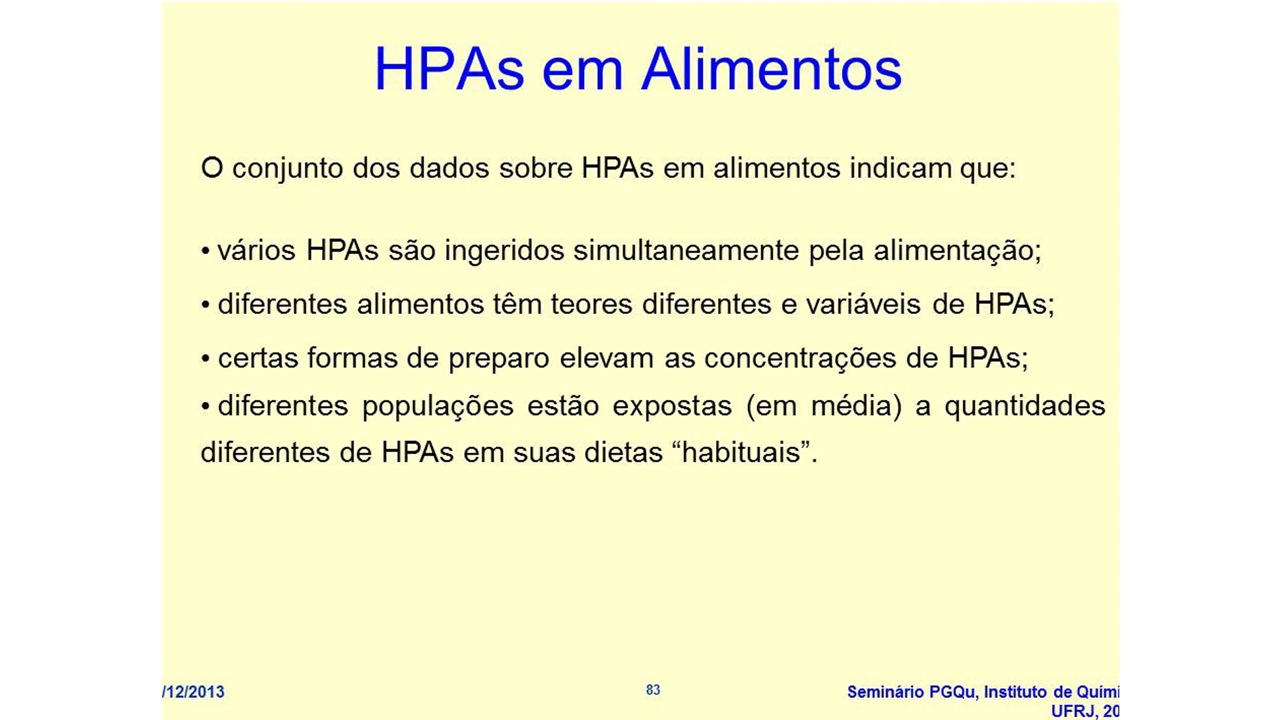 HPAs em Alimentos
O conjunto dos dados sobre HPAs em alimentos indicam que:
• vários HPAs são ingeridos simultaneamente pela alimentação;
• diferentes alimentos têm teores diferentes e variáveis de HPAs;
• certas formas de preparo elevam as concentrações de HPAs;
• diferentes populações estão expostas (em média) a quantidades
diferentes de HPAs em suas dietas “habituais”.
/12/2013
83
Seminário PGQu, Instituto de Quími
UFRJ, 20